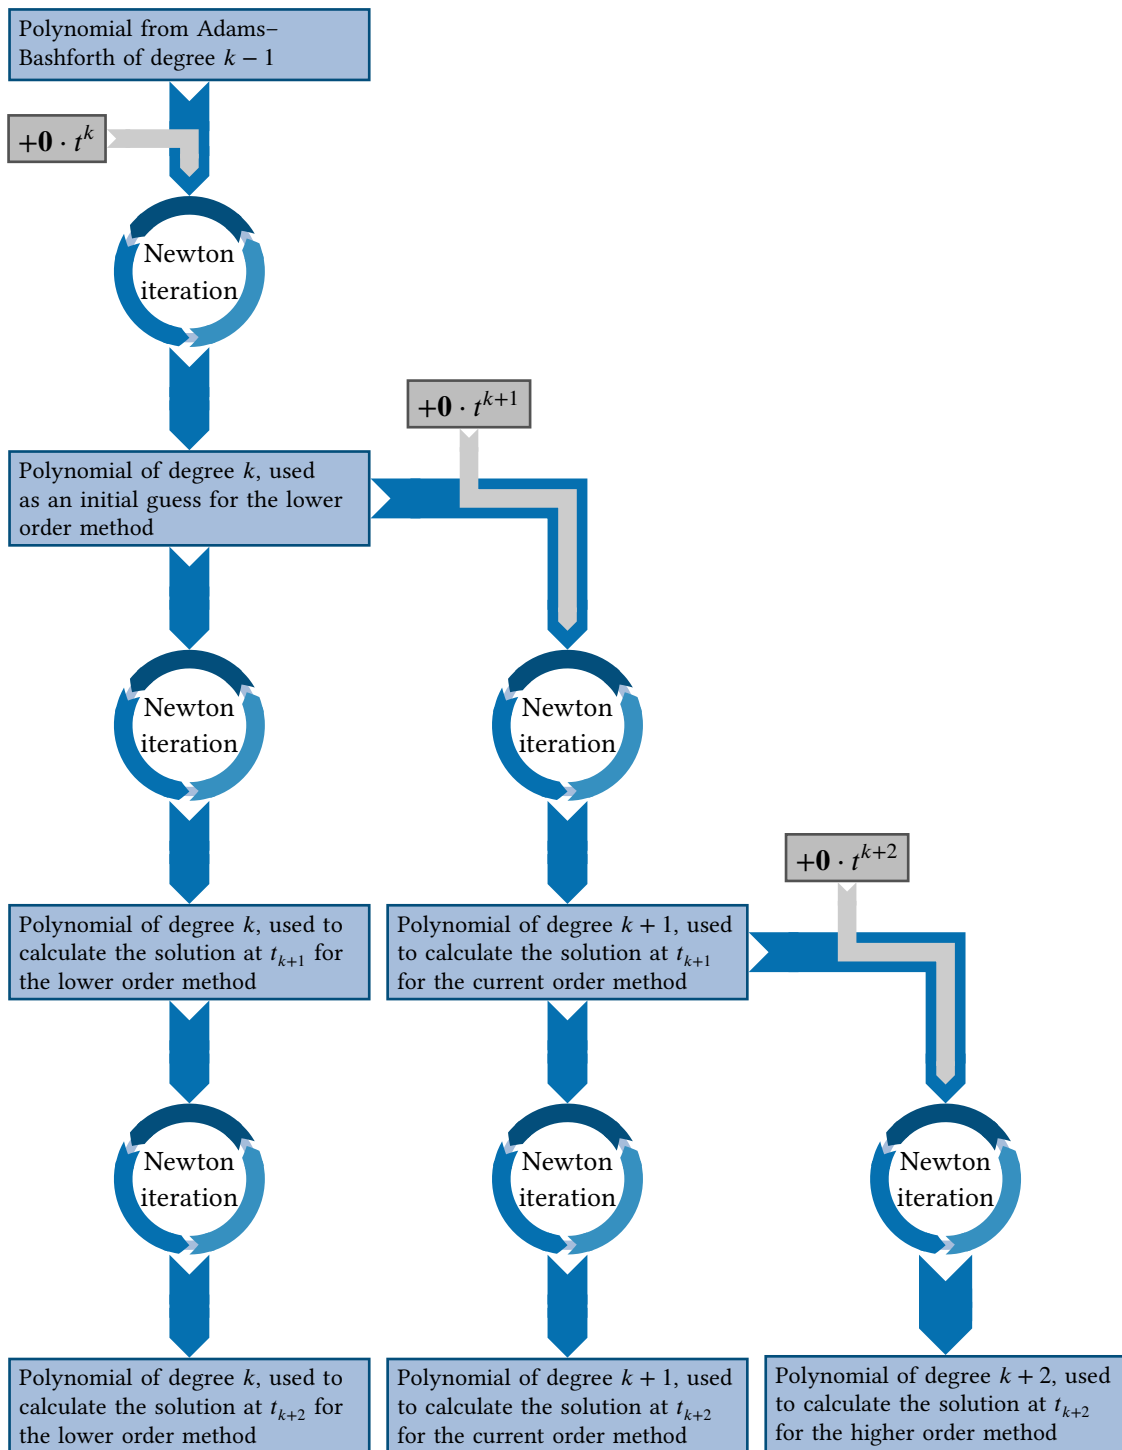 Polynomial from Adams–
Bashforth of degree k − 1
+0 · t^k
Newton
iteration
+0 · t^{k+1}
Polynomial of degree k, used
as an initial guess for the lower
order method
Newton
iteration
Newton
iteration
+0 · t^{k+2}
Polynomial of degree k, used to
calculate the solution at t_{k+1} for
the lower order method
Polynomial of degree k + 1, used
to calculate the solution at t_{k+1}
for the current order method
Newton
iteration
Newton
iteration
Newton
iteration
Polynomial of degree k, used to
calculate the solution at t_{k+2} for
the lower order method
Polynomial of degree k + 1, used
to calculate the solution at t_{k+2}
for the current order method
Polynomial of degree k + 2, used
to calculate the solution at t_{k+2}
for the higher order method